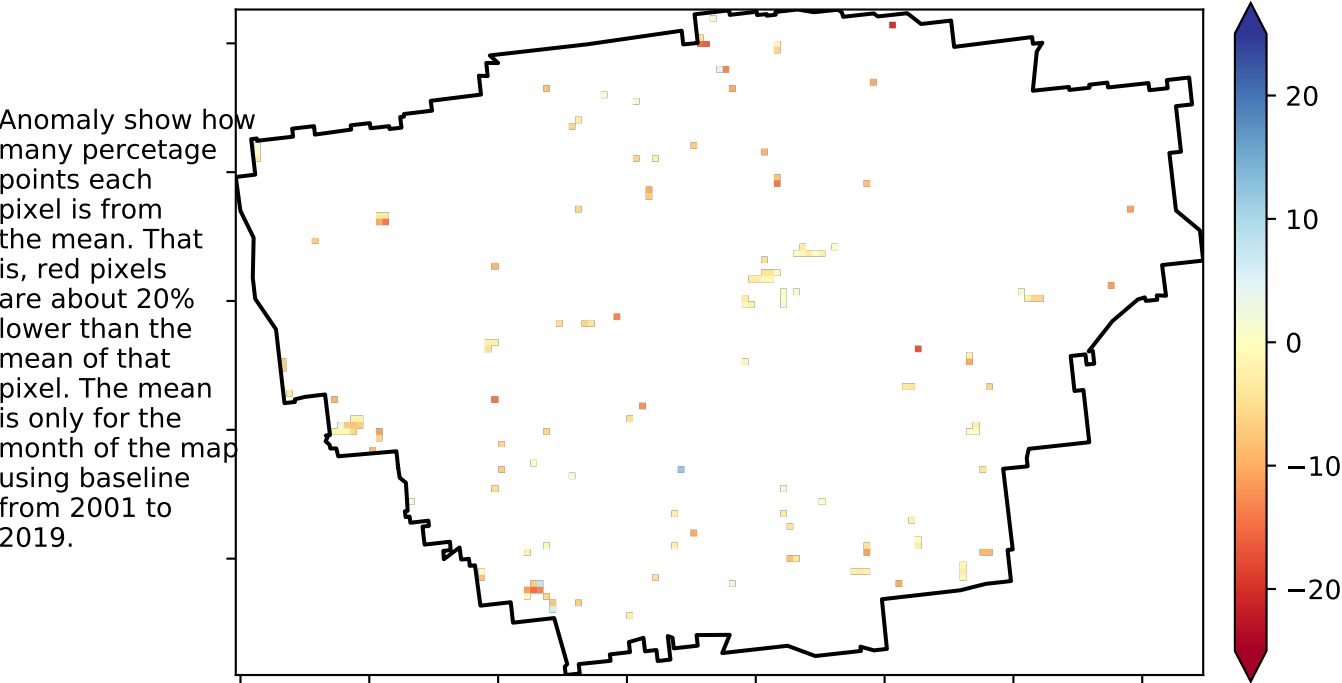 Anomaly show how
many percetage
points each
pixel is from
the mean. That
is, red pixels
are about 20%
lower than the
mean of that
pixel. The mean
is only for the
month of the map
using baseline
from 2001 to
2019.
20
10
0
−10
−20